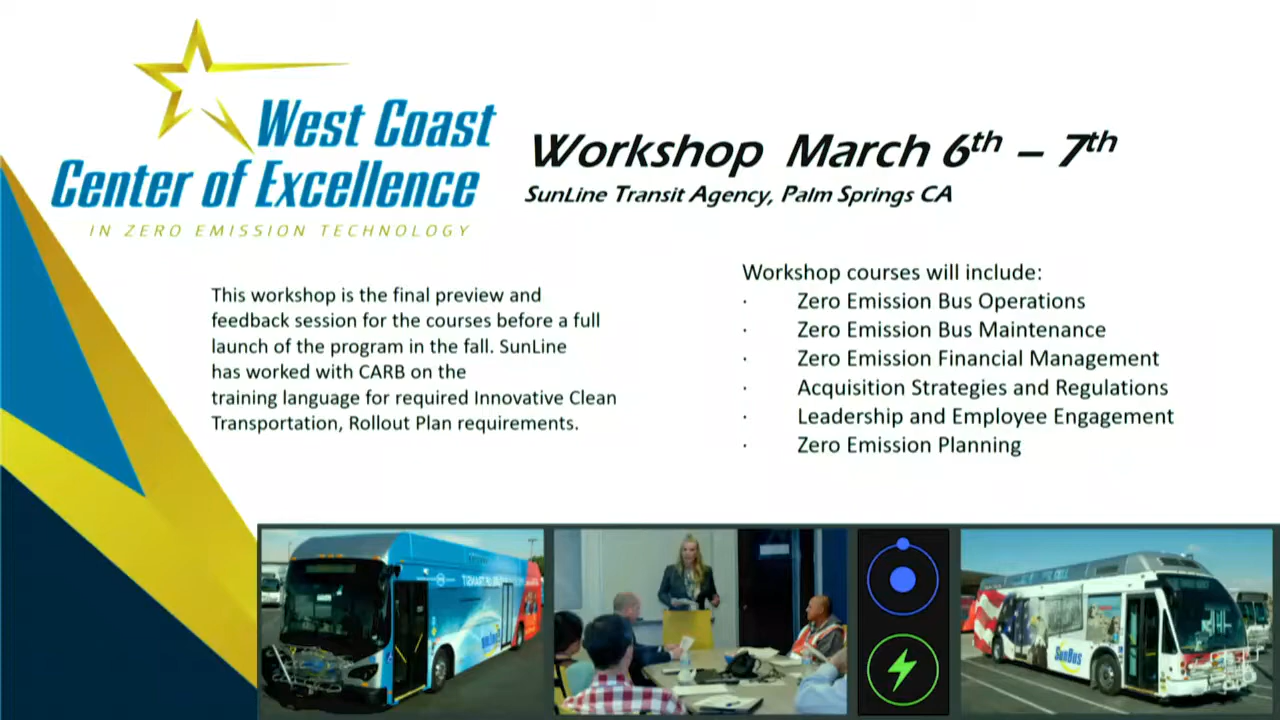 West Coast
Center of Excellence
IN ZERO EMISSION TECHNOLOGY
Workshop March 6th – 7th
SunLine Transit Agency, Palm Springs CA
This workshop is the final preview and
feedback session for the courses before a full
launch of the program in the fall. SunLine
has worked with CARB on the
training language for required Innovative Clean
Transportation, Rollout Plan requirements.
Workshop courses will include:
· Zero Emission Bus Operations
· Zero Emission Bus Maintenance
· Zero Emission Financial Management
· Acquisition Strategies and Regulations
· Leadership and Employee Engagement
· Zero Emission Planning
SunBus